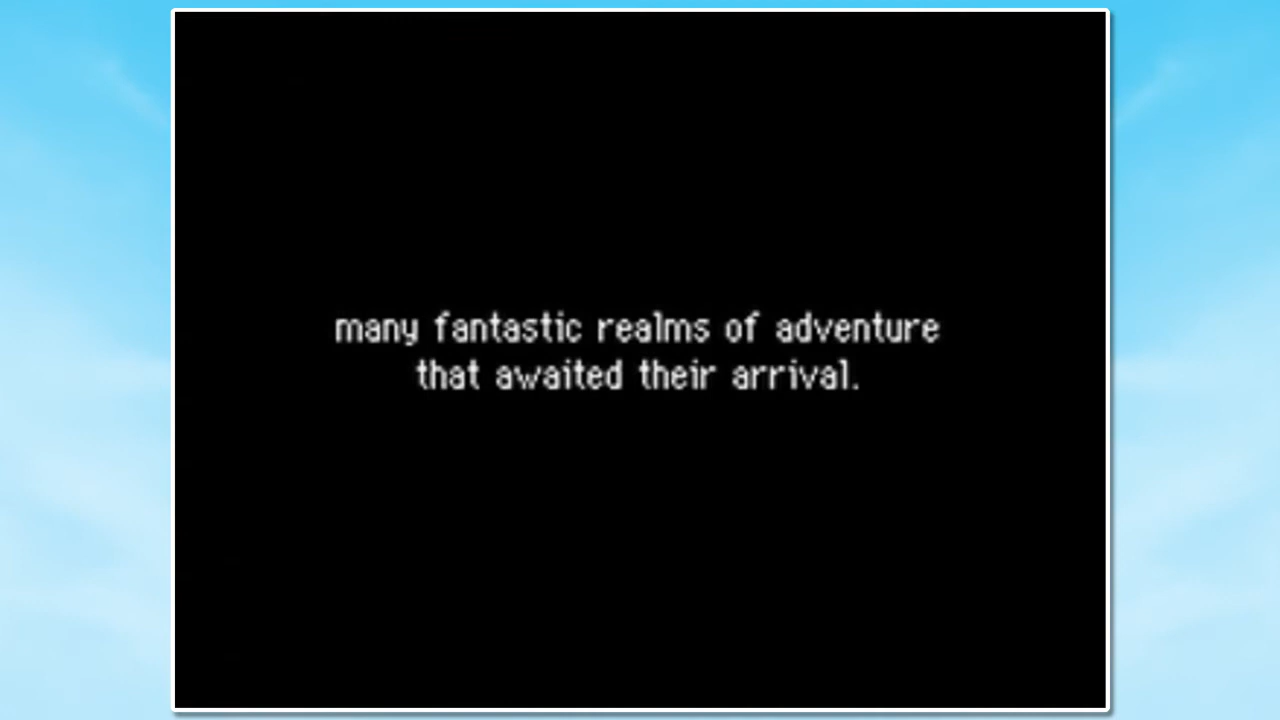 many fantastic realms of adventure
that awaited their arrival.